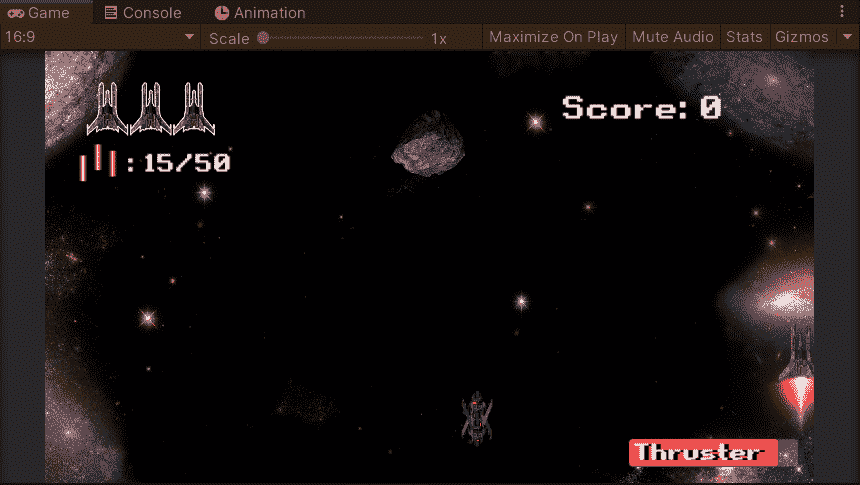 Game Console Animation
16:9 Scale 1x Maximize On Play Mute Audio Stats Gizmos
Score: 0
:15/50
Thruster